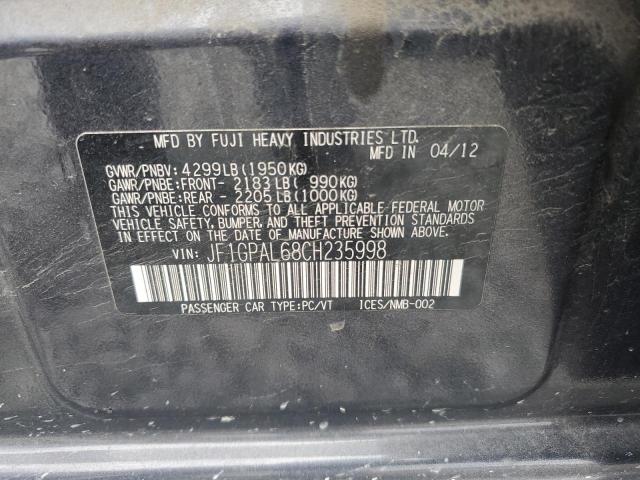 MFD BY FUJI HEAVY INDUSTRIES LTD.
MFD IN 04/12
GVWR/PNBV: 4299LB(1950KG)
GAWR/PNBE:FRONT- 2183LB( 990KG)
GAWR/PNBE:REAR - 2205LB(1000KG)
THIS VEHICLE CONFORMS TO ALL APPLICABLE FEDERAL MOTOR
VEHICLE SAFETY, BUMPER, AND THEFT PREVENTION STANDARDS
IN EFFECT ON THE DATE OF MANUFACTURE SHOWN ABOVE.
VIN: JF1GPAL68CH235998
PASSENGER CAR TYPE:PC/VT ICES/NMB-002